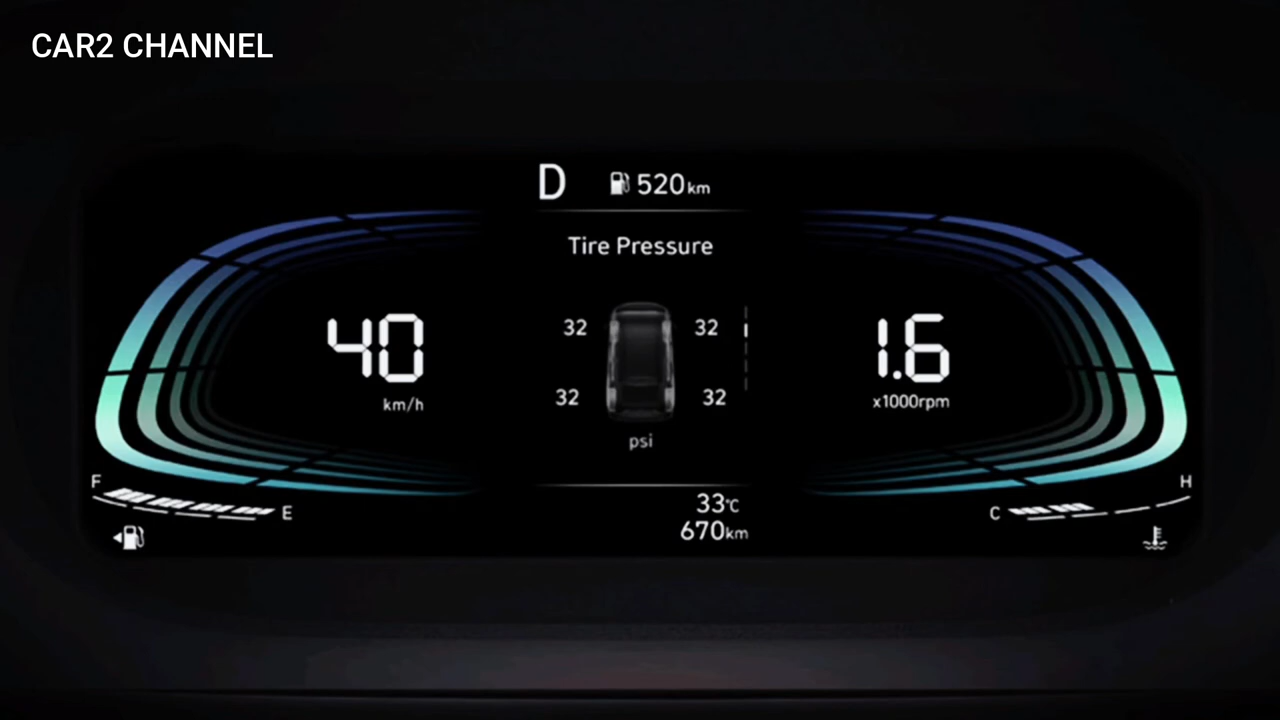 CAR2 CHANNEL
D 520km
Tire Pressure
32 32
40 1.6
km/h x1000rpm
32 32
psi
F H
E C
33°C
670km